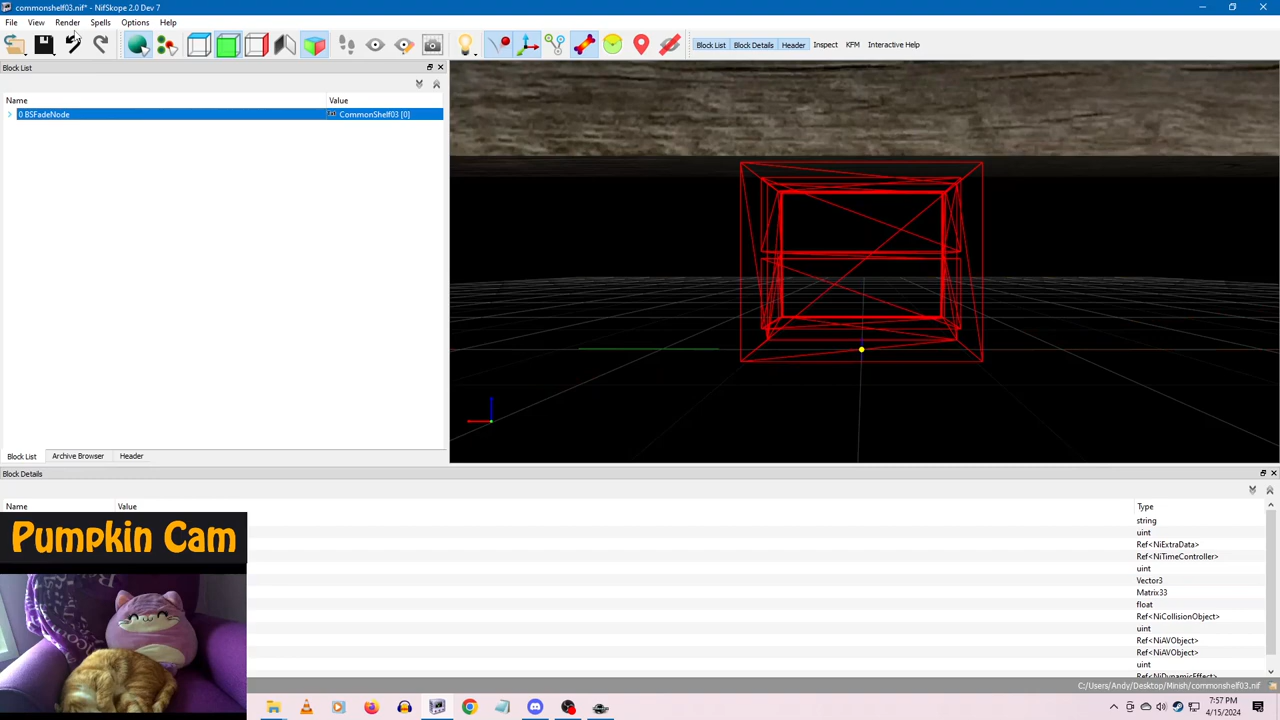 commonshelf03.nif* - NifSkope 2.0 Dev 7
File View Render Spells Options Help
Block List Block Details Header Inspect KFM Interactive Help
Block List
Name Value
0 BSFadeNode CommonShelf03 [0]
Block List Archive Browser Header
Block Details
Name Value Type
string
uint
Ref<NiExtraData>
Ref<NiTimeController>
uint
Vector3
Matrix33
float
Ref<NiCollisionObject>
uint
Ref<NiAVObject>
Ref<NiAVObject>
uint
Ref<NiDynamicEffect>
Pumpkin Cam
C:/Users/Andy/Desktop/Minish/commonshelf03.nif
7:57 PM
4/15/2024